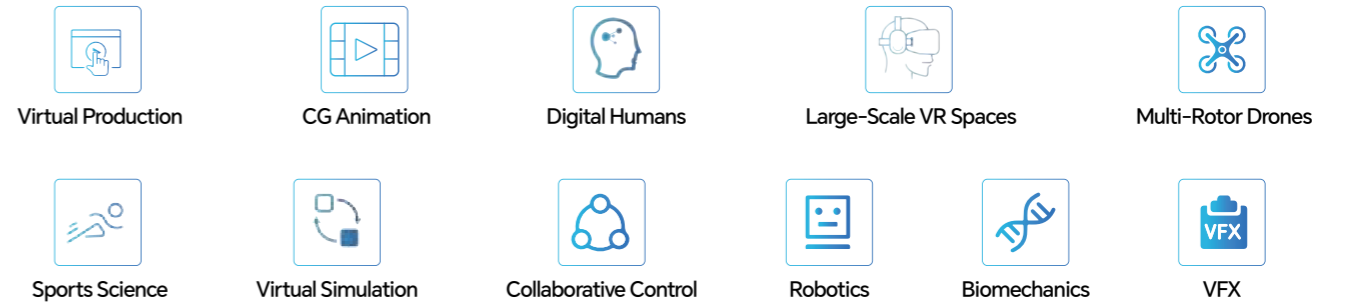 Virtual Production
CG Animation
Digital Humans
Large-Scale VR Spaces
Multi-Rotor Drones
Sports Science
Virtual Simulation
Collaborative Control
Robotics
Biomechanics
VFX
VFX